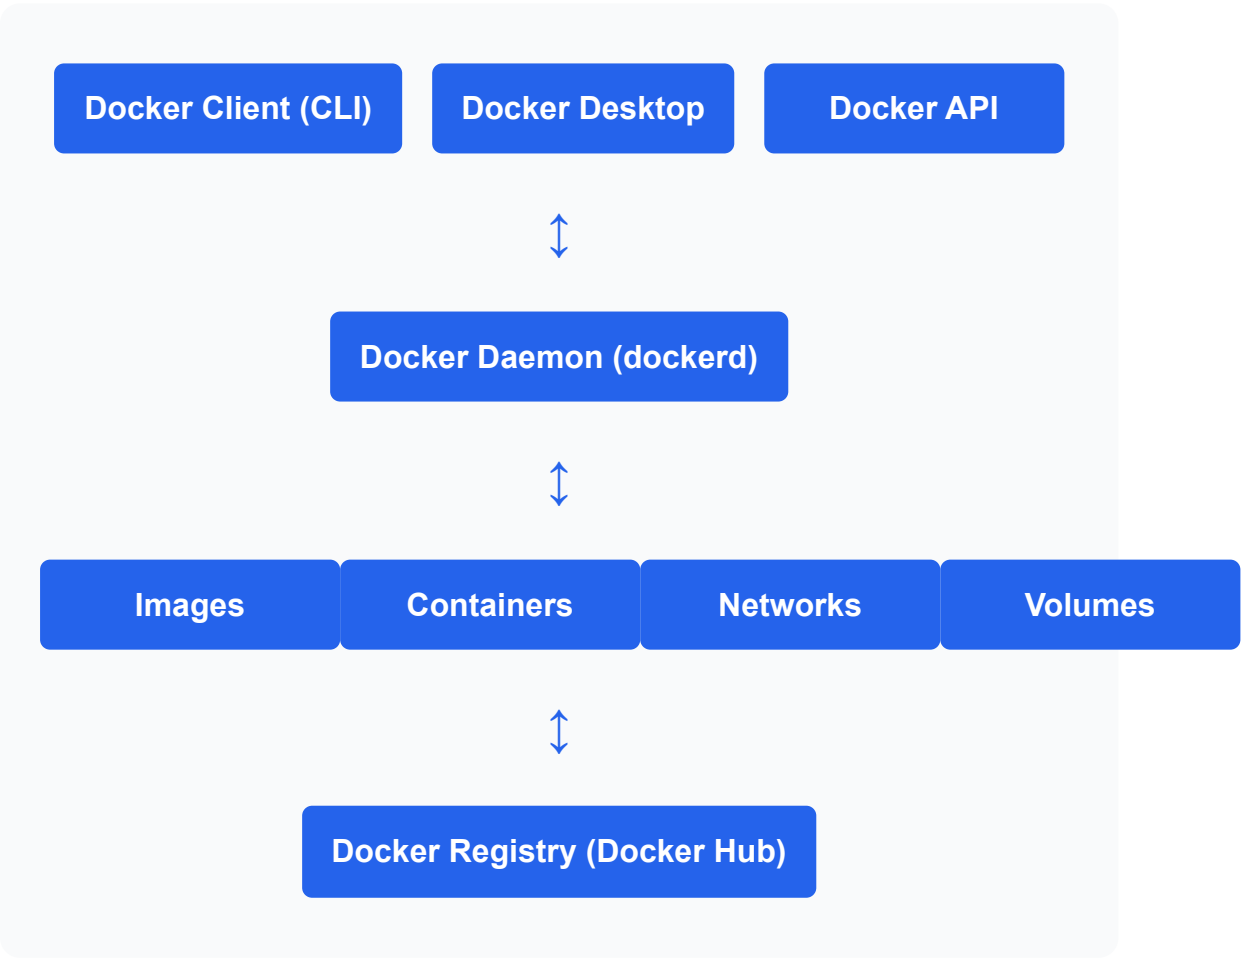 Docker Client (CLI)
Docker Desktop
Docker API
Docker Daemon (dockerd)
Images
Containers
Networks
Volumes
Docker Registry (Docker Hub)